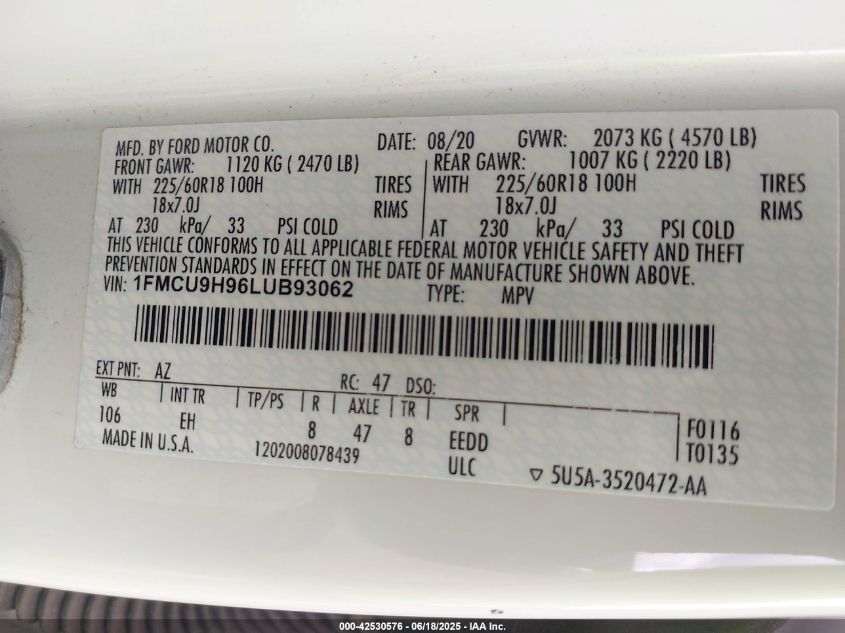 MFD. BY FORD MOTOR CO. DATE: 08/20 GVWR: 2073 KG ( 4570 LB)
FRONT GAWR: 1120 KG ( 2470 LB) REAR GAWR: 1007 KG ( 2220 LB)
WITH 225/60R18 100H TIRES WITH 225/60R18 100H TIRES
18x7.0J RIMS 18x7.0J RIMS
AT 230 kPa/ 33 PSI COLD AT 230 kPa/ 33 PSI COLD
THIS VEHICLE CONFORMS TO ALL APPLICABLE FEDERAL MOTOR VEHICLE SAFETY AND THEFT
PREVENTION STANDARDS IN EFFECT ON THE DATE OF MANUFACTURE SHOWN ABOVE.
VIN: 1FMCU9H96LUB93062 TYPE: MPV
EXT PNT: AZ RC: 47 DSO:
WB INT TR TP/PS R AXLE TR SPR
106 EH 8 47 8 EEDD F0116
MADE IN U.S.A. 1202008078439 ULC T0135
▽ 5U5A-3520472-AA
000-42530576 - 06/18/2025 - IAA Inc.